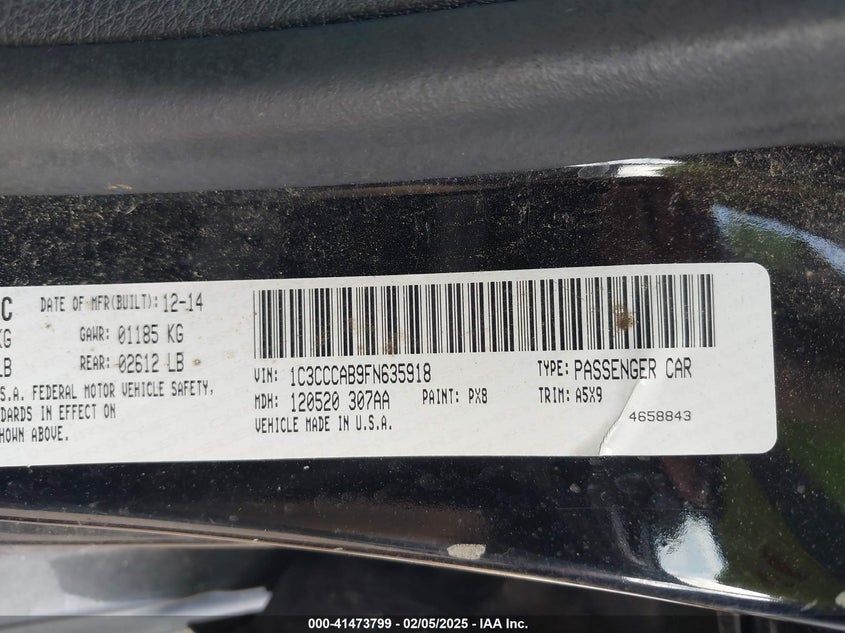 C DATE OF MFR(BUILT): 12-14
KG GAWR: 01185 KG
LB REAR: 02612 LB
S.A. FEDERAL MOTOR VEHICLE SAFETY,
DARDS IN EFFECT ON
SHOWN ABOVE.
VIN: 1C3CCCAB9FN635918 TYPE: PASSENGER CAR
MDH: 120520 307AA PAINT: PX8 TRIM: A5X9
VEHICLE MADE IN U.S.A. 4658843
000-41473799 - 02/05/2025 - IAA Inc.